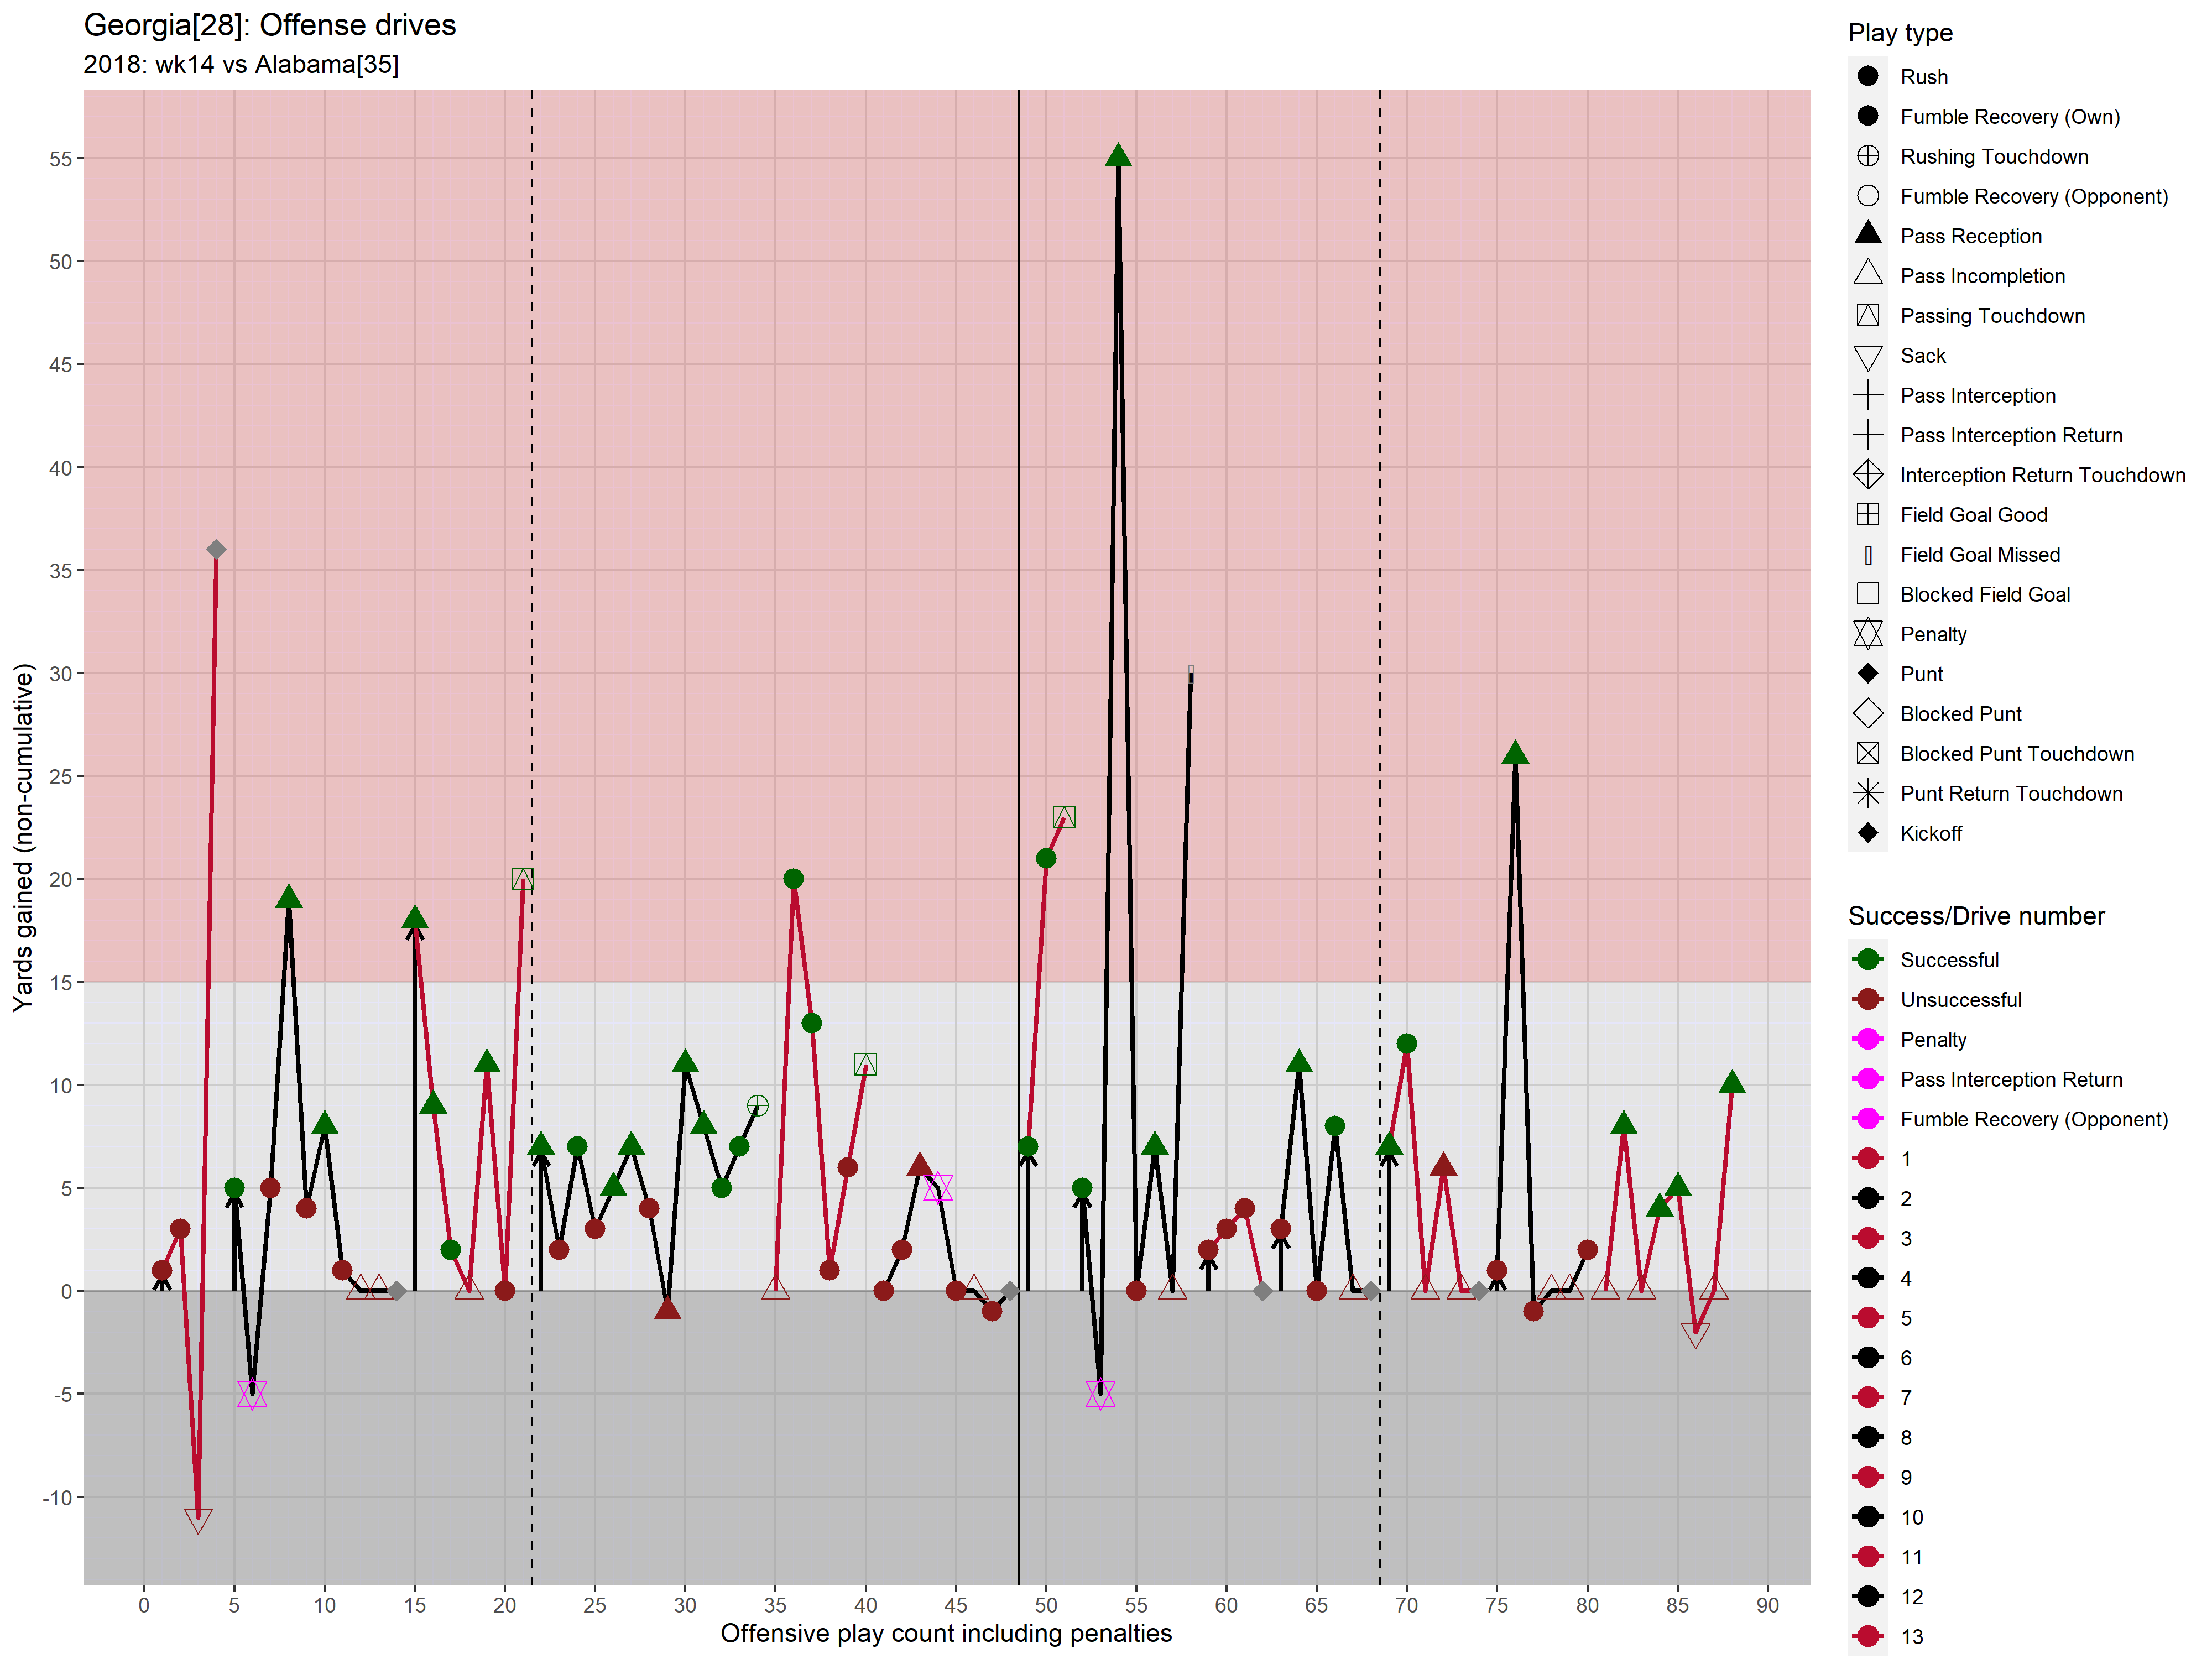 Georgia[28]: Offense drives
2018: wk14 vs Alabama[35]
Yards gained (non-cumulative)
55
50
45
40
35
30
25
20
15
10
5
0
-5
-10
0 5 10 15 20 25 30 35 40 45 50 55 60 65 70 75 80 85 90
Offensive play count including penalties
Play type
Rush
Fumble Recovery (Own)
Rushing Touchdown
Fumble Recovery (Opponent)
Pass Reception
Pass Incompletion
Passing Touchdown
Sack
Pass Interception
Pass Interception Return
Interception Return Touchdown
Field Goal Good
Field Goal Missed
Blocked Field Goal
Penalty
Punt
Blocked Punt
Blocked Punt Touchdown
Punt Return Touchdown
Kickoff
Success/Drive number
Successful
Unsuccessful
Penalty
Pass Interception Return
Fumble Recovery (Opponent)
1
2
3
4
5
6
7
8
9
10
11
12
13